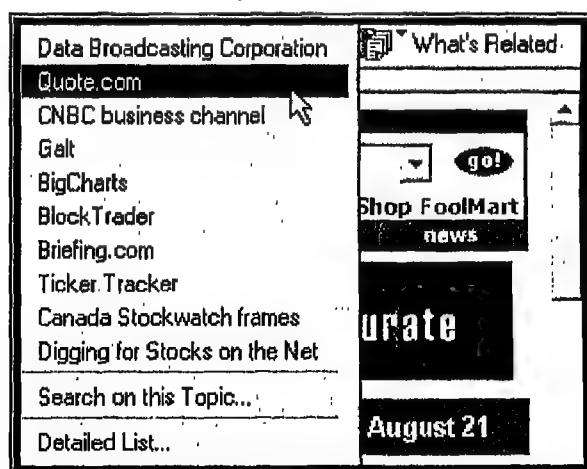 Data Broadcasting Corporation
Quote.com
CNBC business channel
Galt
BigCharts
BlockTrader
Briefing.com
Ticker Tracker
Canada Stockwatch frames
Digging for Stocks on the Net
Search on this Topic...
Detailed List...
What's Related
go!
Shop FoolMart
news
urate
August 21